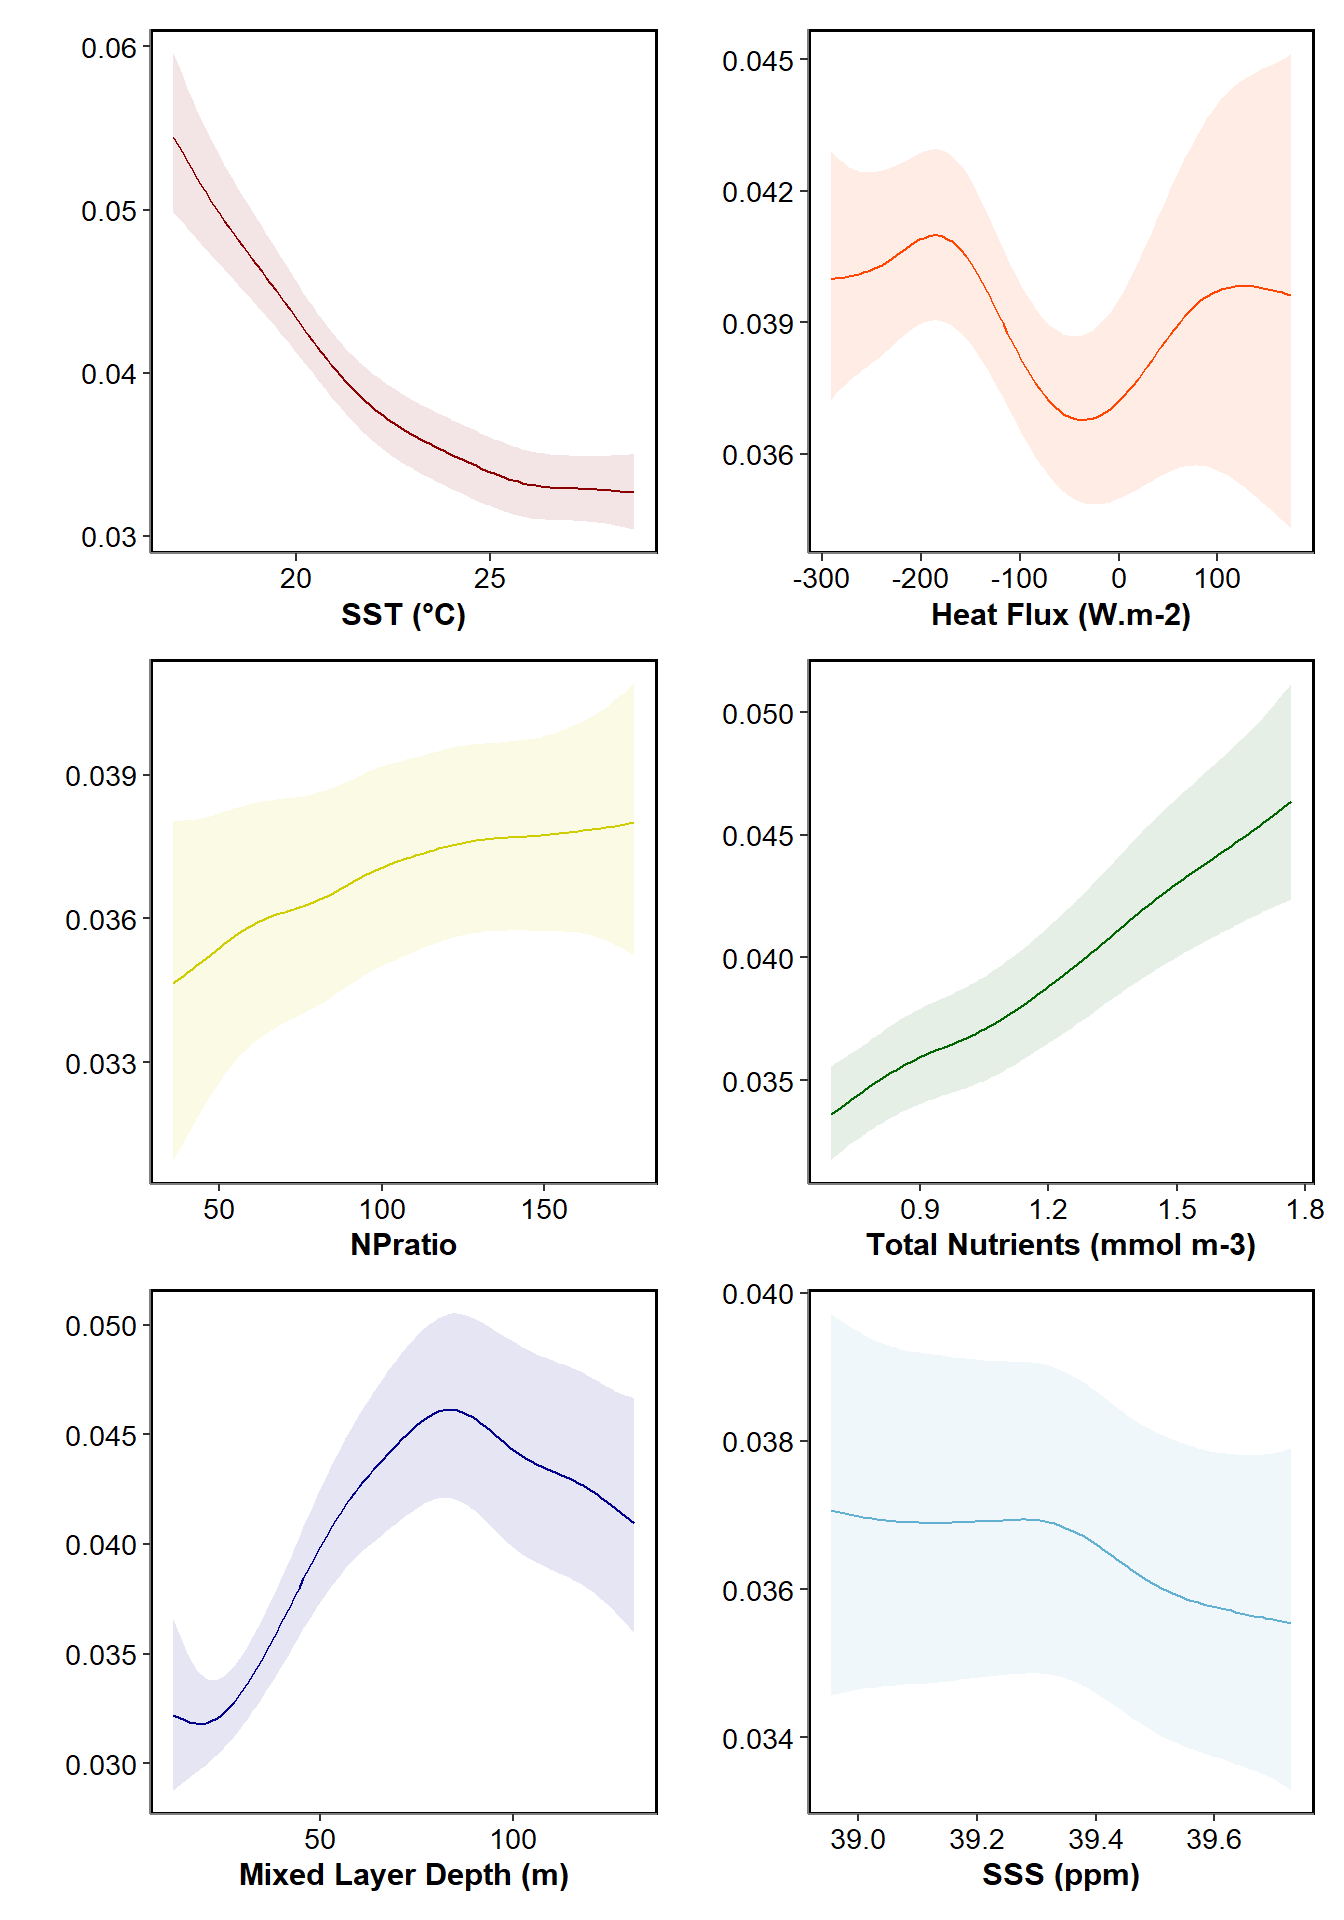 0.06
0.05
0.04
0.03
20 25
SST (°C)
0.045
0.042
0.039
0.036
-300 -200 -100 0 100
Heat Flux (W.m-2)
0.039
0.036
0.033
50 100 150
NPratio
0.050
0.045
0.040
0.035
0.9 1.2 1.5 1.8
Total Nutrients (mmol m-3)
0.050
0.045
0.040
0.035
0.030
50 100
Mixed Layer Depth (m)
0.040
0.038
0.036
0.034
39.0 39.2 39.4 39.6
SSS (ppm)